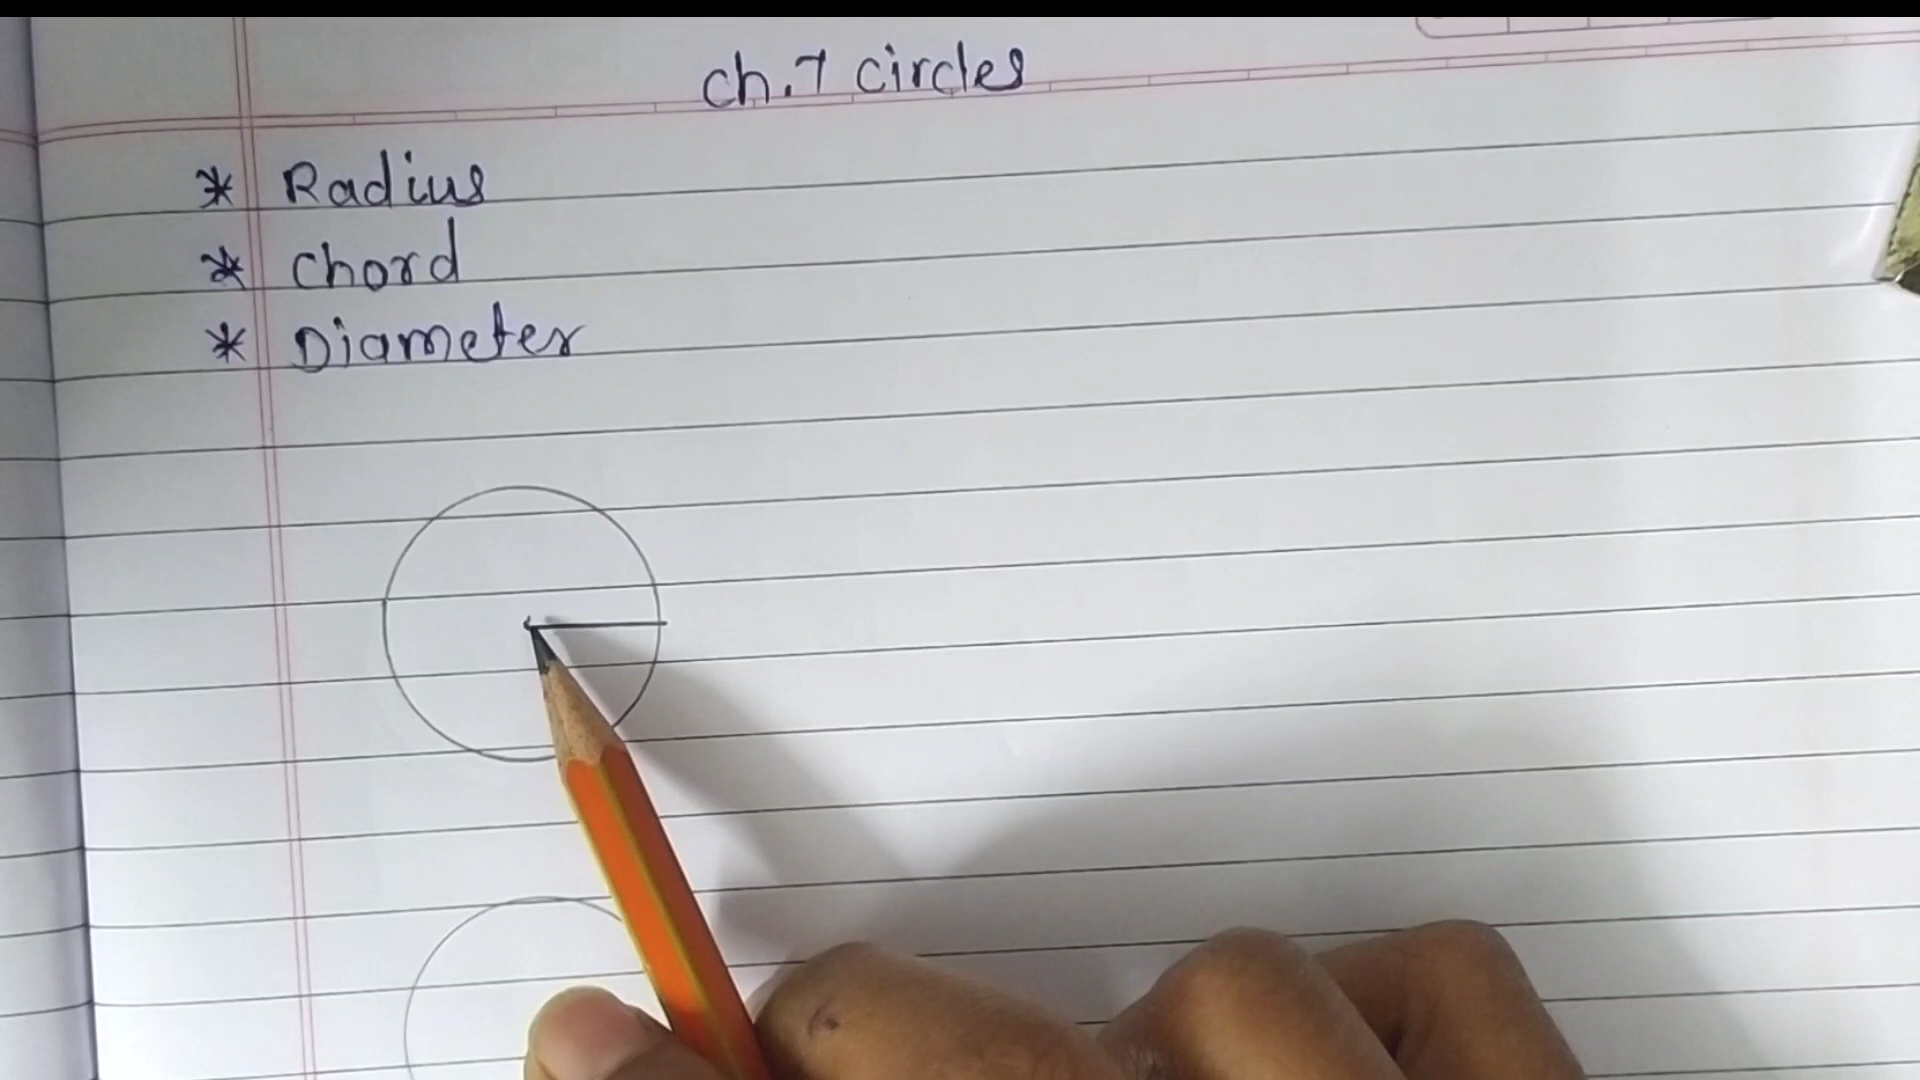 ch.7 circles
* Radius
* chord
* Diameter